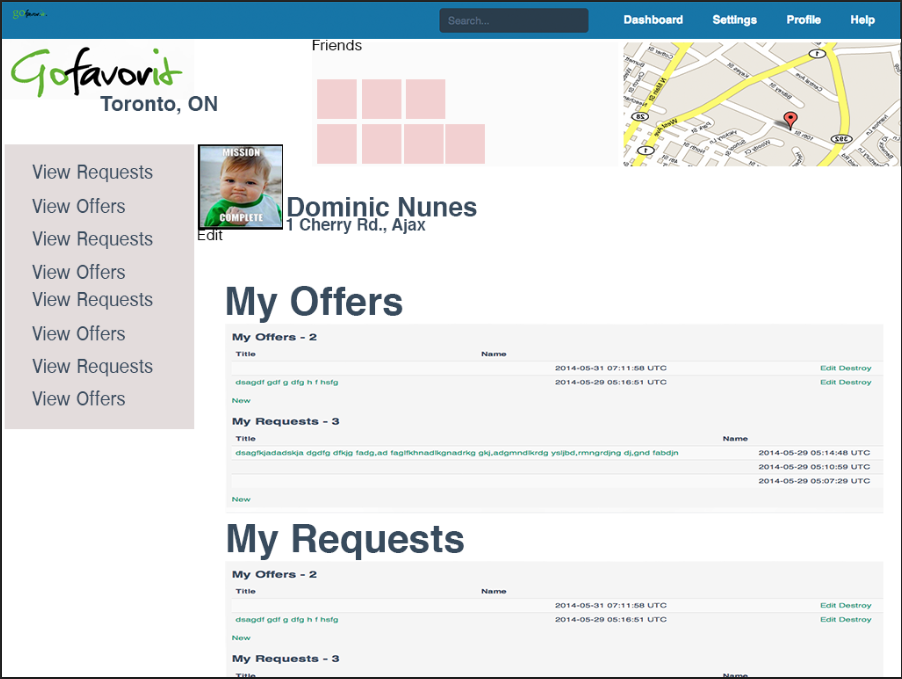 gofavorit
Search...
Dashboard
Settings
Profile
Help
Gofavorit
Toronto, ON
Friends
View Requests
View Offers
View Requests
View Offers
View Requests
View Offers
View Requests
View Offers
MISSION
COMPLETE
Edit
Dominic Nunes
1 Cherry Rd., Ajax
My Offers
My Offers - 2
Title Name
2014-05-31 07:11:58 UTC Edit Destroy
dsagdf gdf g dfg h f hsfg 2014-05-29 05:16:51 UTC Edit Destroy
New
My Requests - 3
Title Name
dsagfkjadadskja dgdfg dfkjg fadg,ad faglfkhnadlkgnadrkg gkj,adgmndlkrdg ysljbd,rmngrdjng dj,gnd fabdjn 2014-05-29 05:14:48 UTC
2014-05-29 05:10:59 UTC
2014-05-29 05:07:29 UTC
New
My Requests
My Offers - 2
Title Name
2014-05-31 07:11:58 UTC Edit Destroy
dsagdf gdf g dfg h f hsfg 2014-05-29 05:16:51 UTC Edit Destroy
New
My Requests - 3
Title Name